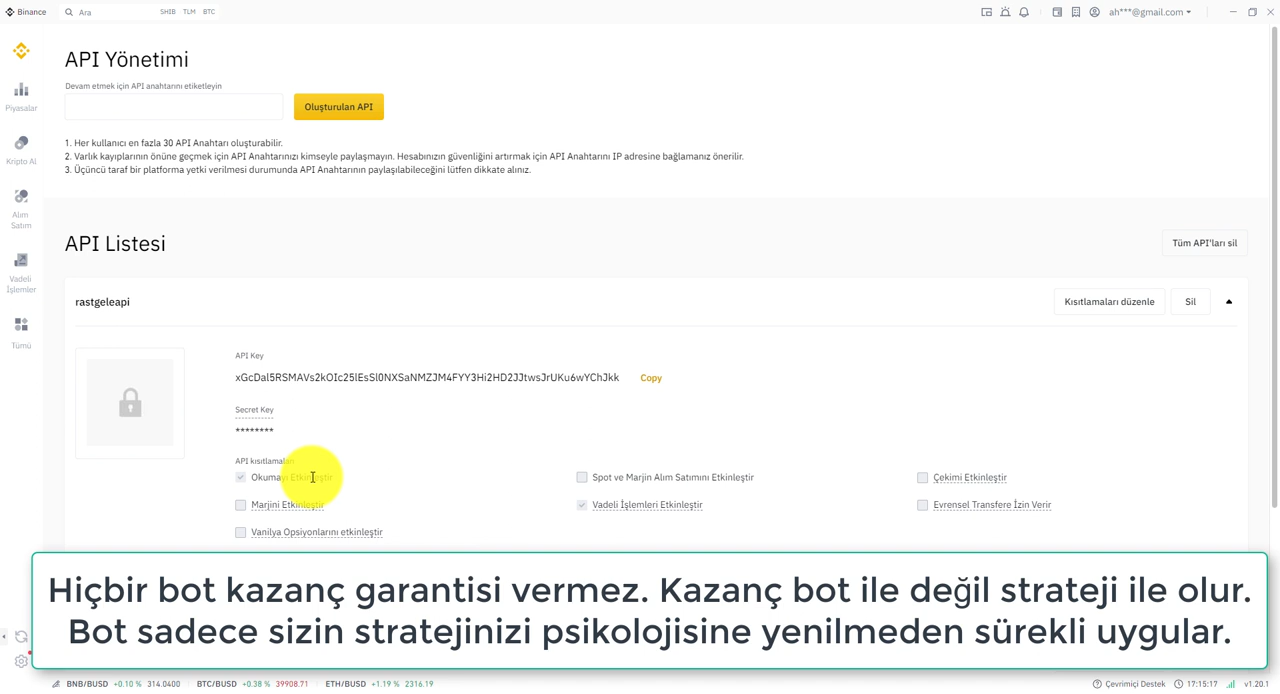 Binance
Ara
SHIB TLM BTC
ah***@gmail.com
API Yönetimi
Devam etmek için API anahtarını etiketleyin
Oluşturulan API
1. Her kullanıcı en fazla 30 API Anahtarı oluşturabilir.
2. Varlık kayıplarının önüne geçmek için API Anahtarınızı kimseyle paylaşmayın. Hesabınızın güvenliğini artırmak için API Anahtarını IP adresine bağlamanız önerilir.
3. Üçüncü taraf bir platforma yetki verilmesi durumunda API Anahtarının paylaşılabileceğini lütfen dikkate alınız.
Piyasalar
Kripto Al
Alım
Satım
Vadeli
İşlemler
Tümü
API Listesi
Tüm API'ları sil
rastgeleapi
Kısıtlamaları düzenle
Sil
API Key
xGcDal5RSMAVs2kOIc25lEsSl0NXSaNMZJM4FYY3Hi2HD2JJtwsJrUKu6wYChJkk Copy
Secret Key
********
API kısıtlamaları
Okumayı Etkinleştir
Spot ve Marjin Alım Satımını Etkinleştir
Çekimi Etkinleştir
Marjini Etkinleştir
Vadeli İşlemleri Etkinleştir
Evrensel Transfere İzin Verir
Vanilya Opsiyonlarını etkinleştir
Hiçbir bot kazanç garantisi vermez. Kazanç bot ile değil strateji ile olur.
Bot sadece sizin stratejinizi psikolojisine yenilmeden sürekli uygular.
BNB/BUSD +0.10 % 314.0400 BTC/BUSD +0.38 % 39908.71 ETH/BUSD +1.19 % 2316.19
Çevrimiçi Destek 17:15:17 v1.20.1